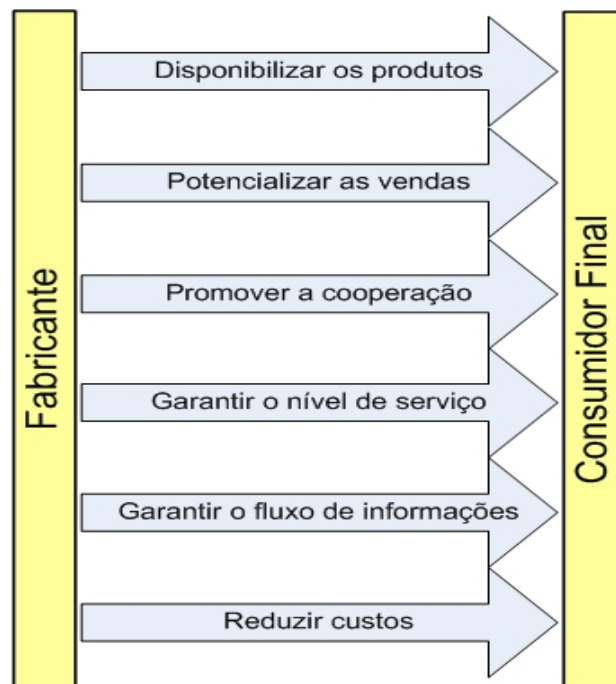 Fabricante
Disponibilizar os produtos
Potencializar as vendas
Promover a cooperação
Garantir o nível de serviço
Garantir o fluxo de informações
Reduzir custos
Consumidor Final